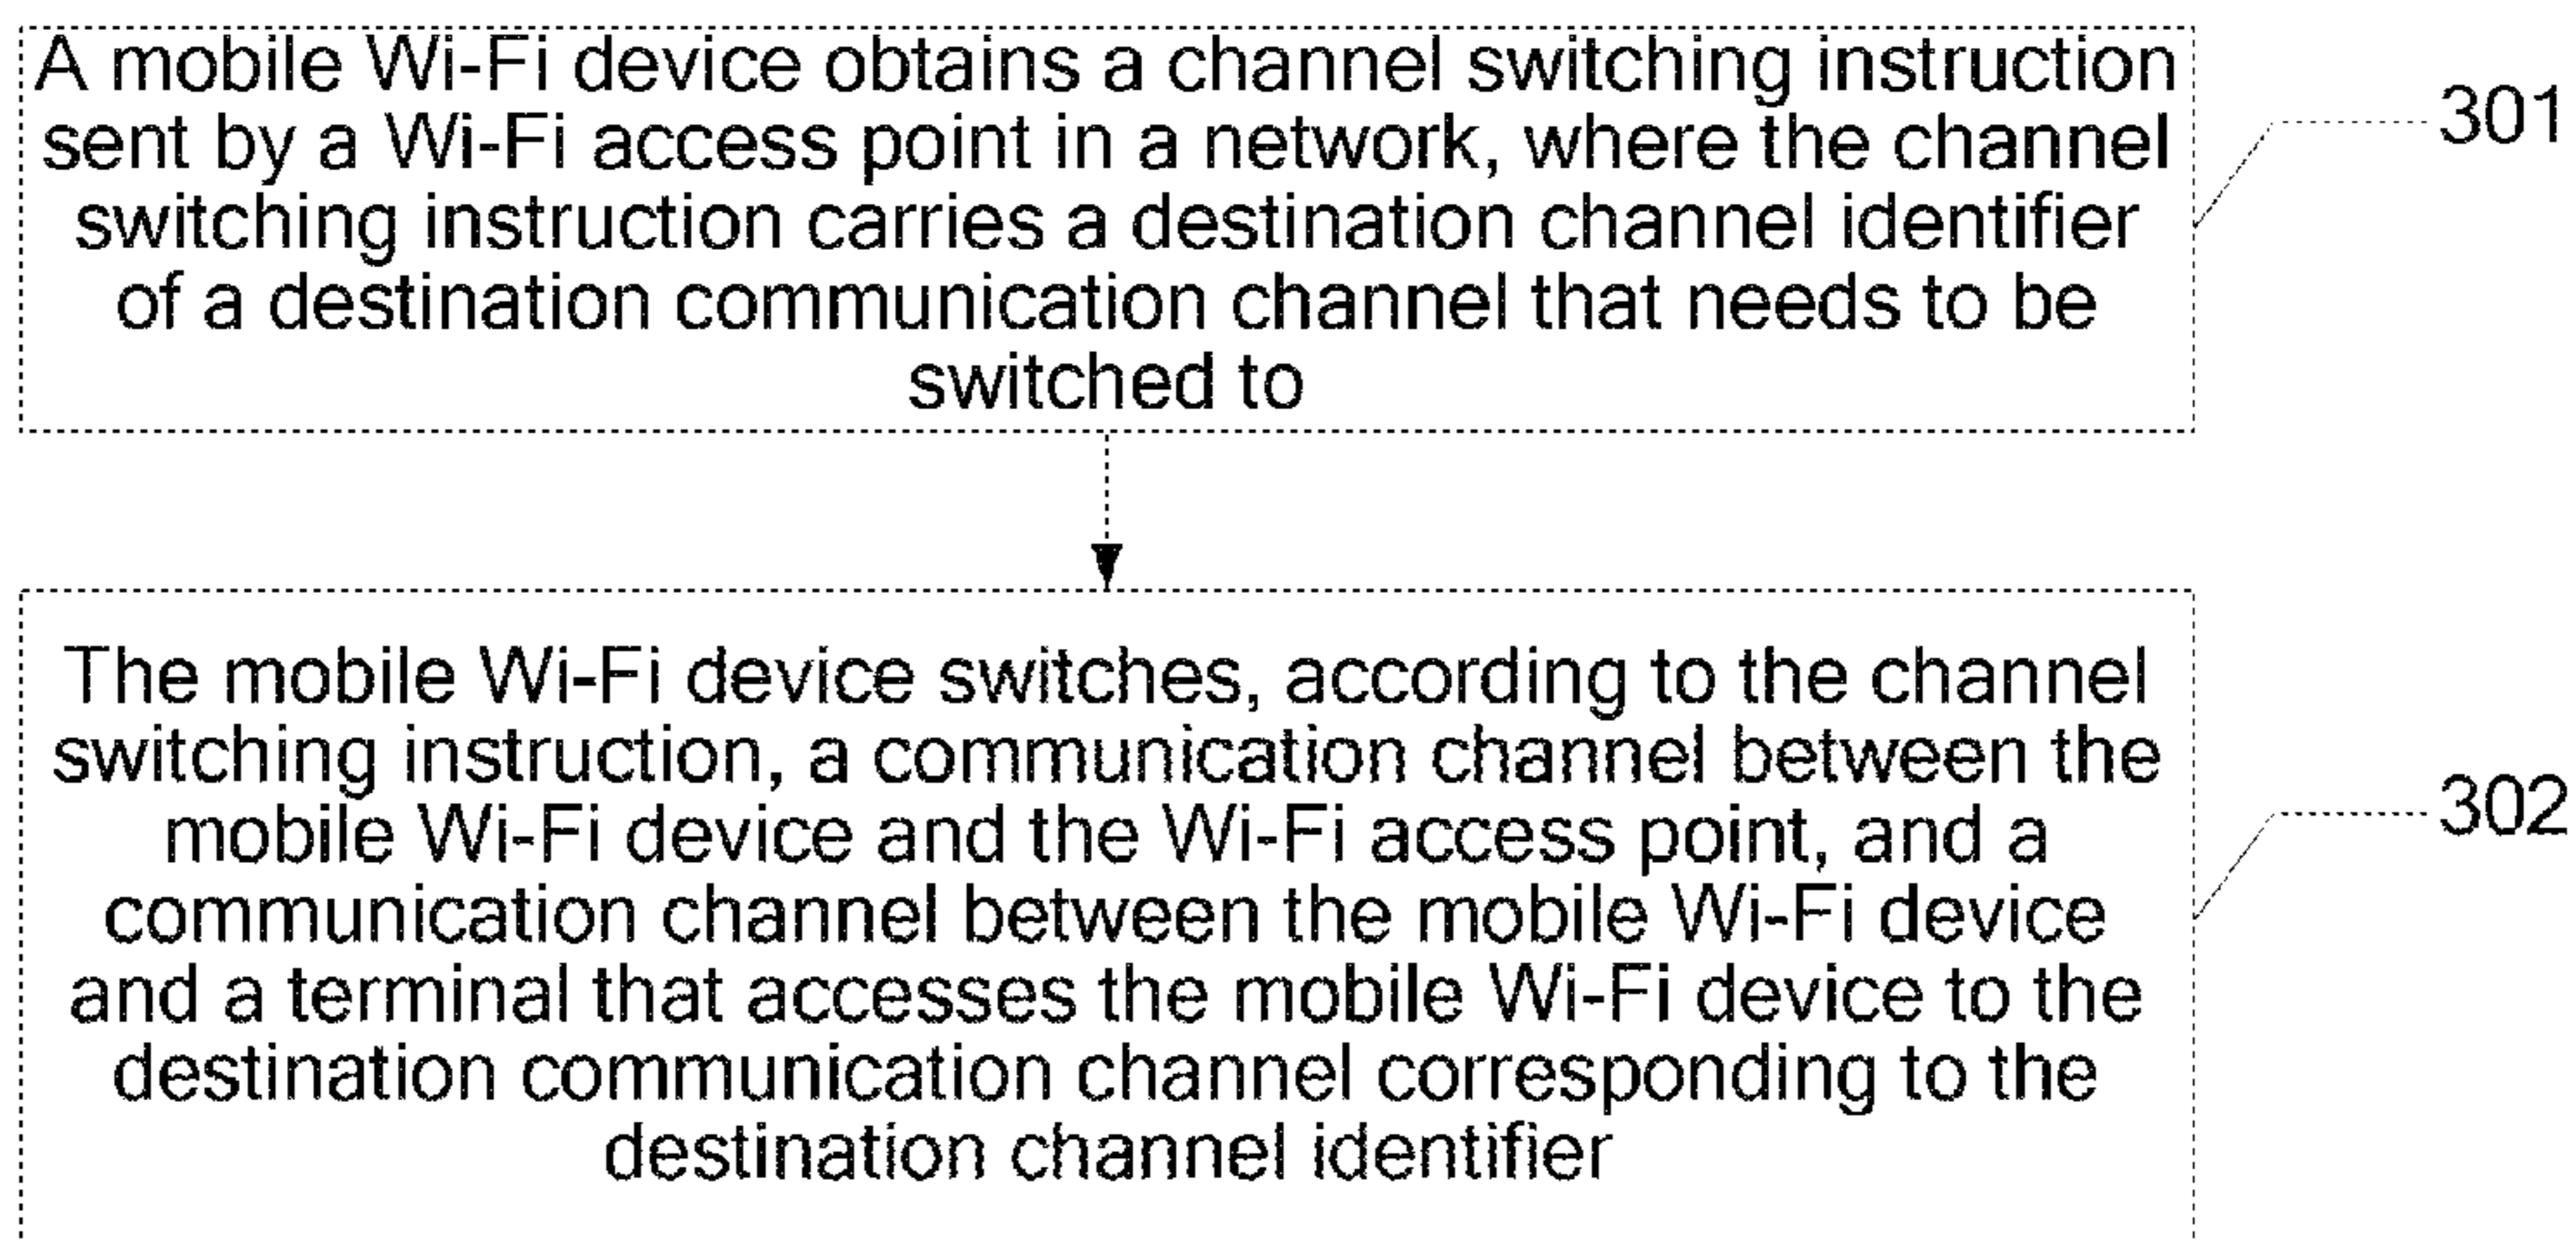 A mobile Wi-Fi device obtains a channel switching instruction
sent by a Wi-Fi access point in a network, where the channel
switching instruction carries a destination channel identifier
of a destination communication channel that needs to be
switched to
301
The mobile Wi-Fi device switches, according to the channel
switching instruction, a communication channel between the
mobile Wi-Fi device and the Wi-Fi access point, and a
communication channel between the mobile Wi-Fi device
and a terminal that accesses the mobile Wi-Fi device to the
destination communication channel corresponding to the
destination channel identifier
302